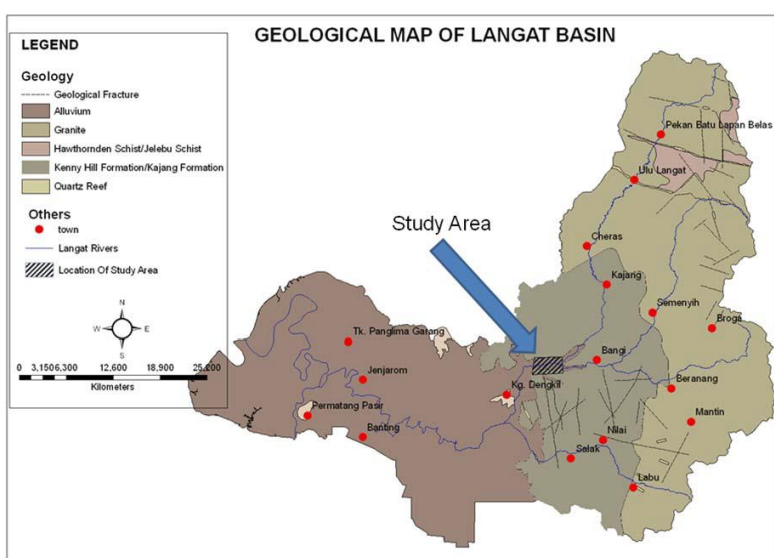 GEOLOGICAL MAP OF LANGAT BASIN
LEGEND
Geology
Geological Fracture
Alluvium
Granite
Hawthornden Schist/Jelebu Schist
Kenny Hill Formation/Kajang Formation
Quartz Reef
Others
town
Langat Rivers
Location Of Study Area
N
W E
S
0 3,1506,300 12,600 18,900 25,200
Kilometers
Study Area
Pekan Batu Lapan Belas
Ulu Langat
Cheras
Kajang
Semenyih
Broga
Tk. Panglima Garang
Bangi
Jenjarom
Kg. Dengkil
Beranang
Permatang Pasir
Mantin
Banting
Nilai
Salak
Labu